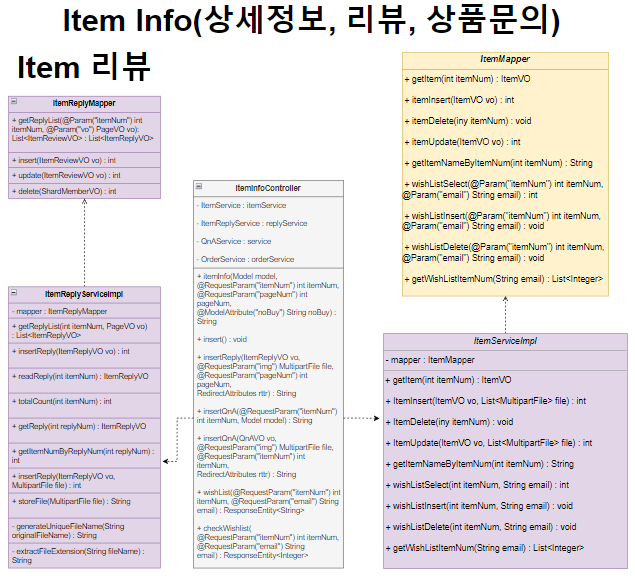 Item Info(상세정보, 리뷰, 상품문의)
Item 리뷰
ItemReplyMapper
+ getReplyList(@Param("itemNum") int
itemNum, @Param("vo") PageVO vo):
List<ItemReviewVO> : List<ItemReplyVO>
+ insert(ItemReviewVO vo) : int
+ update(ItemReviewVO vo) : int
+ delete(ShardMemberVO) : int
ItemReplyServiceImpl
- mapper : ItemReplyMapper
+ getReplyList(int itemNum, PageVO vo)
: List<ItemReplyVO>
+ insertReply(ItemReplyVO vo) : int
+ readReply(int itemNum) : ItemReplyVO
+ totalCount(int itemNum) : int
+ getReply(int replyNum) : ItemReplyVO
+ getItemNumByReplyNum(int replyNum) :
int
+ insertReply(ItemReplyVO vo,
MultipartFile file) : int
+ storeFile(MultipartFile file) : String
- generateUniqueFileName(String
originalFileName) : String
- extractFileExtension(String fileName) :
String
ItemInfoController
- ItemService : itemService
- ItemReplyService : replyService
- QnAService : service
- OrderService : orderService
+ itemInfo(Model model,
@RequestParam("itemNum") int itemNum,
@RequestParam("pageNum") int
pageNum,
@ModelAttribute("noBuy") String noBuy) :
String
+ insert() : void
+ insertReply(ItemReplyVO vo,
@RequestParam("img") MultipartFile file,
@RequestParam("pageNum") int
pageNum,
RedirectAttributes rttr) : String
+ insertQnA(@RequestParam("itemNum")
int itemNum, Model model) : String
+ insertQnA(QnAVO vo,
@RequestParam("img") MultipartFile file,
@RequestParam("itemNum") int
itemNum,
RedirectAttributes rttr) : String
+ wishList(@RequestParam("itemNum") int
itemNum, @RequestParam("email") String
email) : ResponseEntity<String>
+ checkWishlist(
@RequestParam("itemNum") int itemNum,
@RequestParam("email") String
email) : ResponseEntity<Integer>
ItemMapper
+ getItem(int itemNum) : ItemVO
+ itemInsert(ItemVO vo) : int
+ itemDelete(iny itemNum) : void
+ itemUpdate(ItemVO vo) : int
+ getItemNameByItemNum(int itemNum) : String
+ wishListSelect(@Param("itemNum") int itemNum,
@Param("email") String email) : int
+ wishListInsert(@Param("itemNum") int itemNum,
@Param("email") String email) : void
+ wishListDelete(@Param("itemNum") int itemNum,
@Param("email") String email) : void
+ getWishListItemNum(String email) : List<Integer>
ItemServiceImpl
- mapper : ItemMapper
+ getItem(int itemNum) : ItemVO
+ ItemInsert(ItemVO vo, List<MultipartFile> file) : int
+ ItemDelete(iny itemNum) : void
+ ItemUpdate(ItemVO vo, List<MultipartFile> file) : int
+ getItemNameByItemNum(int itemNum) : String
+ wishListSelect(int itemNum, String email) : int
+ wishListInsert(int itemNum, String email) : void
+ wishListDelete(int itemNum, String email) : void
+ getWishListItemNum(String email) : List<Integer>